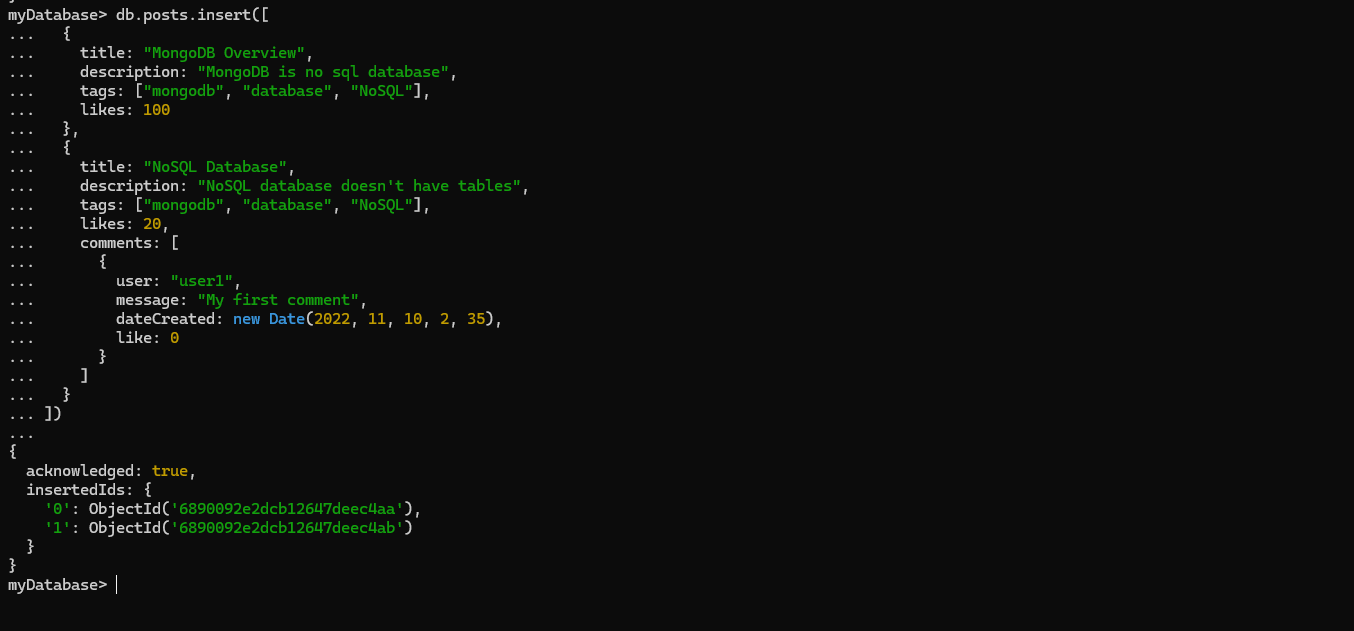 myDatabase> db.posts.insert([
...   {
...     title: "MongoDB Overview",
...     description: "MongoDB is no sql database",
...     tags: ["mongodb", "database", "NoSQL"],
...     likes: 100
...   },
...   {
...     title: "NoSQL Database",
...     description: "NoSQL database doesn't have tables",
...     tags: ["mongodb", "database", "NoSQL"],
...     likes: 20,
...     comments: [
...       {
...         user: "user1",
...         message: "My first comment",
...         dateCreated: new Date(2022, 11, 10, 2, 35),
...         like: 0
...       }
...     ]
...   }
... ])
...
{
  acknowledged: true,
  insertedIds: {
    '0': ObjectId('6890092e2dcb12647deec4aa'),
    '1': ObjectId('6890092e2dcb12647deec4ab')
  }
}
myDatabase>